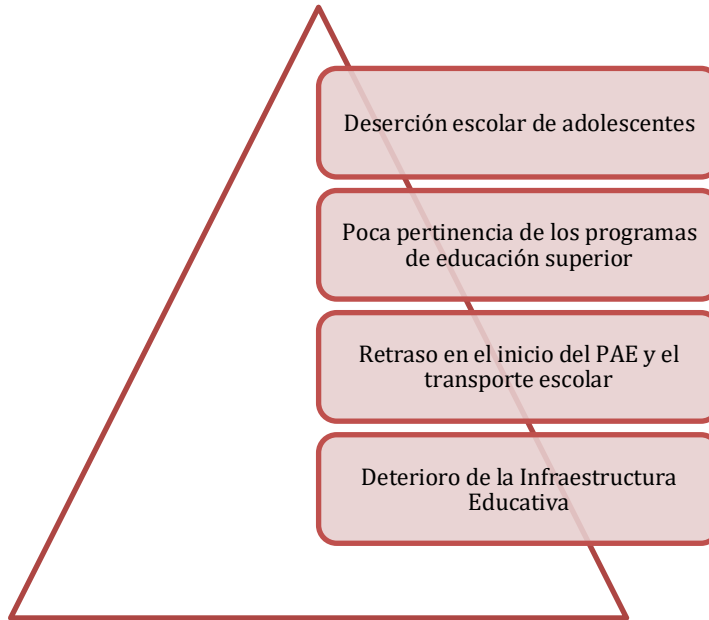 Deserción escolar de adolescentes
Poca pertinencia de los programas
de educación superior
Retraso en el inicio del PAE y el
transporte escolar
Deterioro de la Infraestructura
Educativa